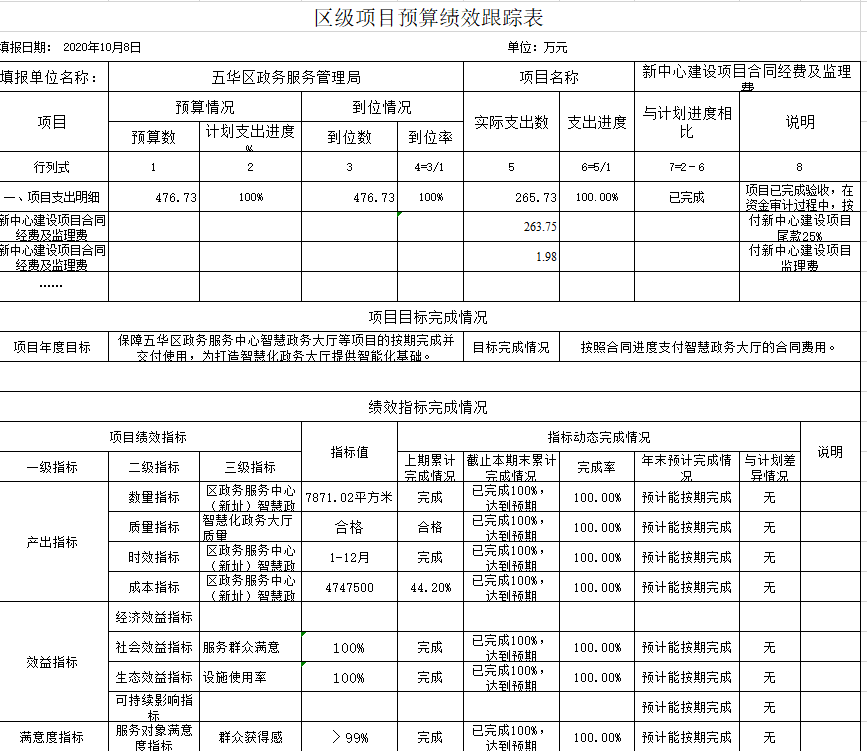 区级项目预算绩效跟踪表
填报日期： 2020年10月8日 单位：万元
填报单位名称： 五华区政务服务管理局 项目名称 新中心建设项目合同经费及监理费
项目 预算情况 到位情况 实际支出数 支出进度 与计划进度相比 说明
预算数 计划支出进度% 到位数 到位率
行列式 1 2 3 4=3/1 5 6=5/1 7=2-6 8
一、项目支出明细 476.73 100% 476.73 100% 265.73 100.00% 已完成 项目已完成验收，在资金审计过程中，按
新中心建设项目合同经费及监理费 263.75 付新中心建设项目尾款25%
新中心建设项目合同经费及监理费 1.98 付新中心建设项目监理费
……
项目目标完成情况
项目年度目标 保障五华区政务服务中心智慧政务大厅等项目的按期完成并交付使用，为打造智慧化政务大厅提供智能化基础。 目标完成情况 按照合同进度支付智慧政务大厅的合同费用。
绩效指标完成情况
项目绩效指标 指标值 指标动态完成情况 说明
一级指标 二级指标 三级指标 上期累计完成情况 截止本期末累计完成情况 完成率 年末预计完成情况 与计划差异情况
产出指标 数量指标 区政务服务中心（新址）智慧政 7871.02平方米 完成 已完成100%，达到预期 100.00% 预计能按期完成 无
质量指标 智慧化政务大厅质量 合格 合格 已完成100%，达到预期 100.00% 预计能按期完成 无
时效指标 区政务服务中心（新址）智慧政 1-12月 完成 已完成100%，达到预期 100.00% 预计能按期完成 无
成本指标 区政务服务中心（新址）智慧政 4747500 44.20% 已完成100%，达到预期 100.00% 预计能按期完成 无
效益指标 经济效益指标
社会效益指标 服务群众满意 100% 完成 已完成100%，达到预期 100.00% 预计能按期完成 无
生态效益指标 设施使用率 100% 完成 已完成100%，达到预期 100.00% 预计能按期完成 无
可持续影响指标 预计能按期完成 无
满意度指标 服务对象满意度指标 群众获得感 ＞99% 完成 已完成100%，达到预期 100.00% 预计能按期完成 无